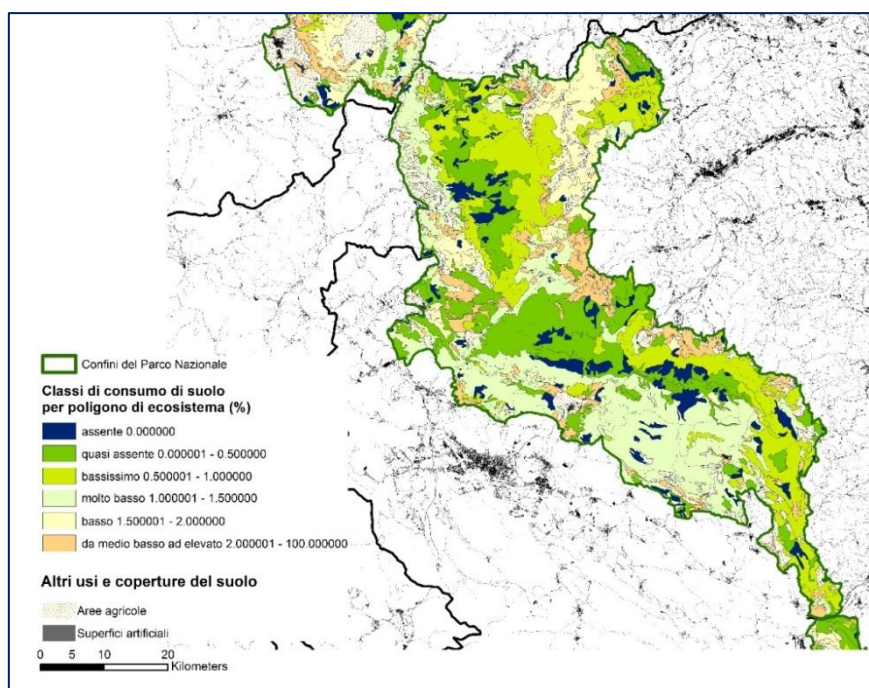 Confini del Parco Nazionale
Classi di consumo di suolo
per poligono di ecosistema (%)
assente 0.000000
quasi assente 0.000001 - 0.500000
bassissimo 0.500001 - 1.000000
molto basso 1.000001 - 1.500000
basso 1.500001 - 2.000000
da medio basso ad elevato 2.000001 - 100.000000
Altri usi e coperture del suolo
Aree agricole
Superfici artificiali
0 5 10 20
Kilometers